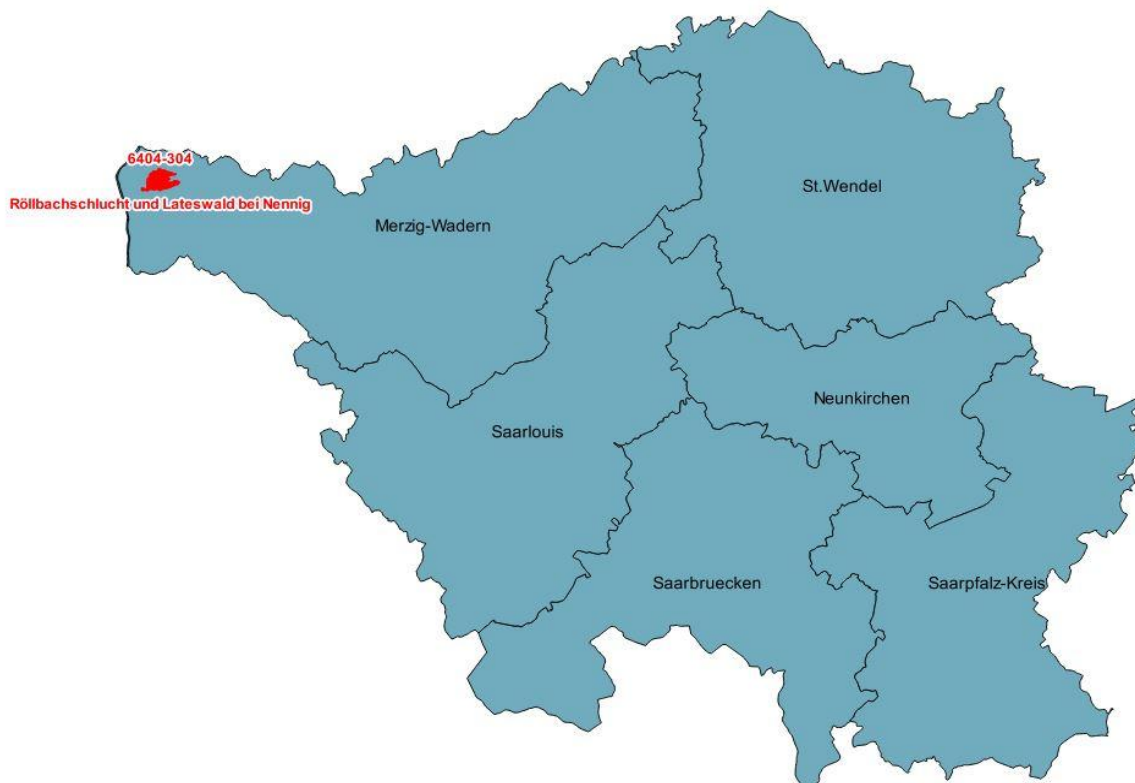 6404-304
Röllbachschlucht und Lateswald bei Nennig
St.Wendel
Merzig-Wadern
Neunkirchen
Saarlouis
Saarbruecken
Saarpfalz-Kreis